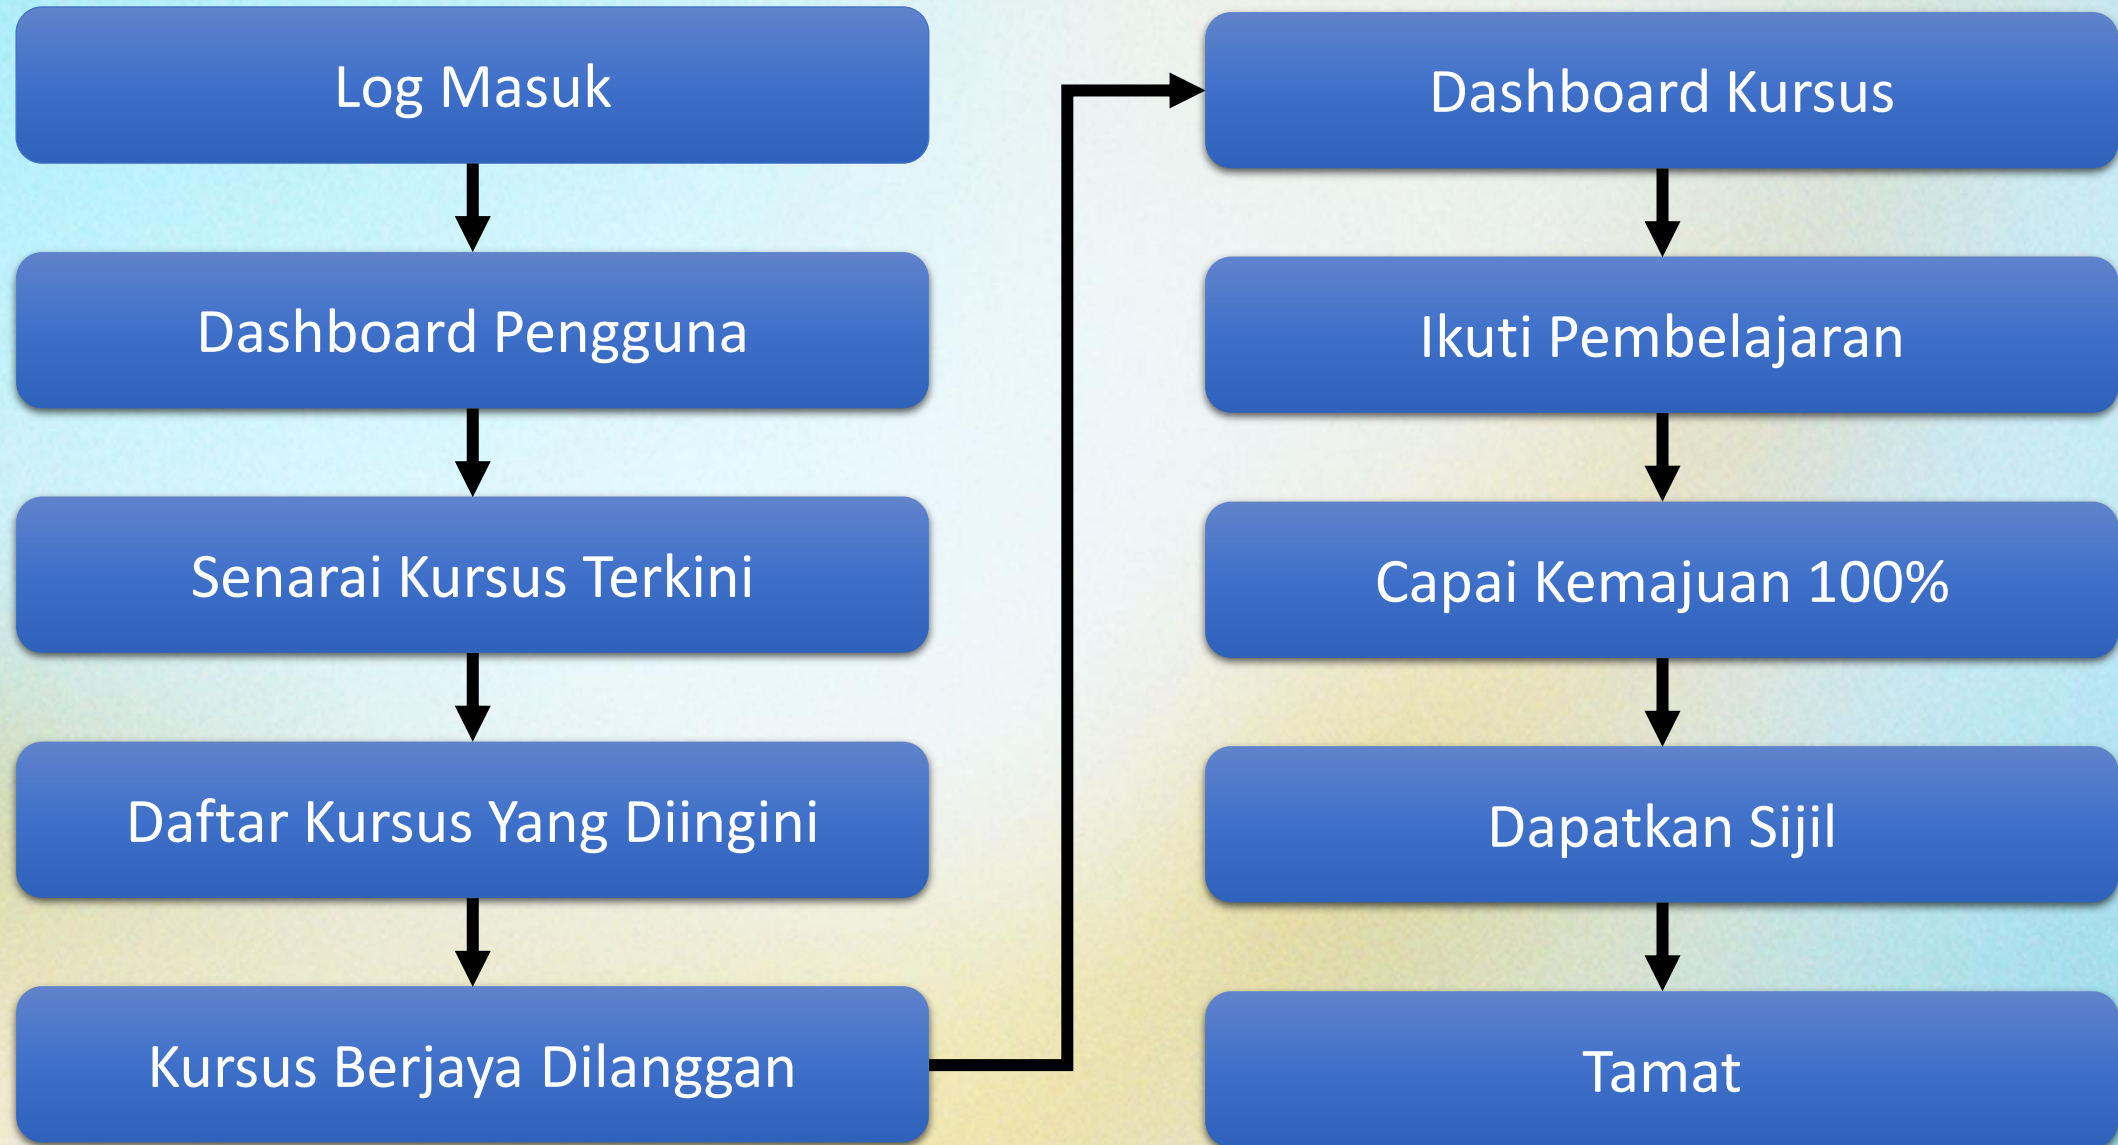 Log Masuk
Dashboard Pengguna
Senarai Kursus Terkini
Daftar Kursus Yang Diingini
Kursus Berjaya Dilanggan
Dashboard Kursus
Ikuti Pembelajaran
Capai Kemajuan 100%
Dapatkan Sijil
Tamat